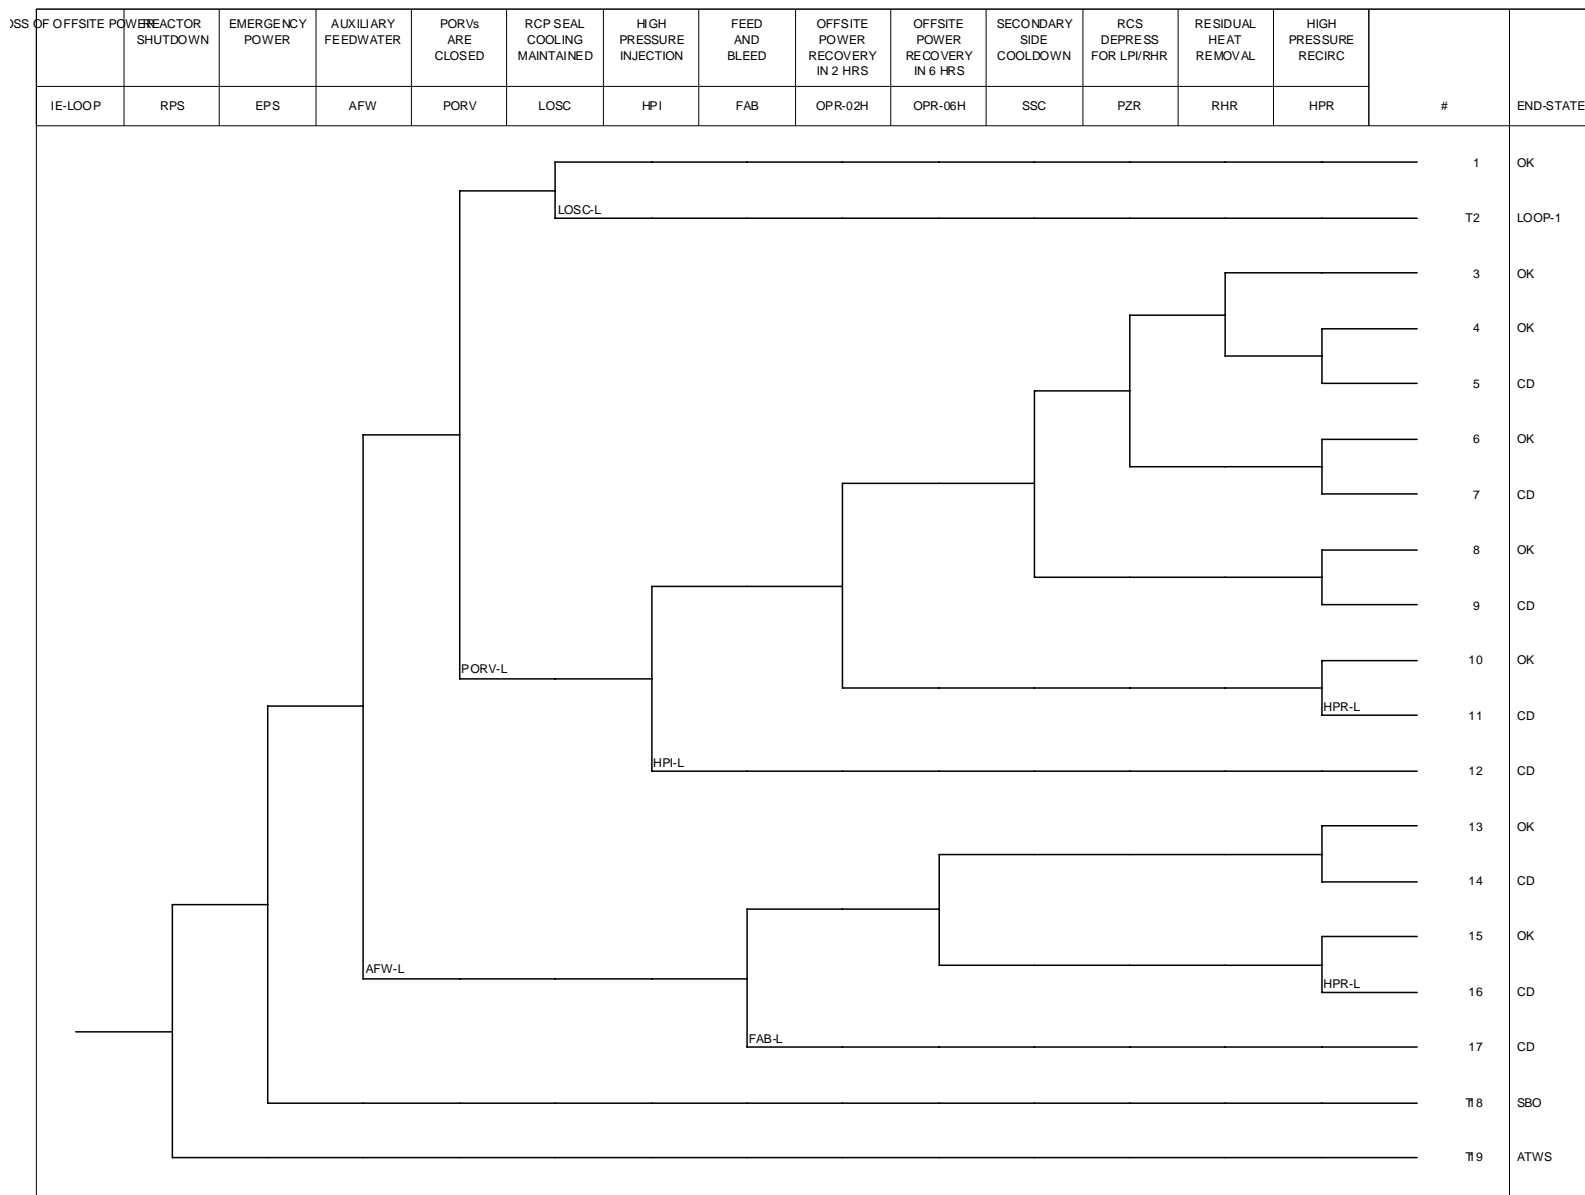 OSS OF OFFSITE POWER
REACTOR
SHUTDOWN
EMERGENCY
POWER
AUXILIARY
FEEDWATER
PORVs
ARE
CLOSED
RCP SEAL
COOLING
MAINTAINED
HIGH
PRESSURE
INJECTION
FEED
AND
BLEED
OFFSITE
POWER
RECOVERY
IN 2 HRS
OFFSITE
POWER
RECOVERY
IN 6 HRS
SECONDARY
SIDE
COOLDOWN
RCS
DEPRESS
FOR LPI/RHR
RESIDUAL
HEAT
REMOVAL
HIGH
PRESSURE
RECIRC
IE-LOOP RPS EPS AFW PORV LOSC HPI FAB OPR-02H OPR-06H SSC PZR RHR HPR # END-STATE
1 OK
LOSC-L
T2 LOOP-1
3 OK
4 OK
5 CD
6 OK
7 CD
8 OK
9 CD
10 OK
PORV-L
HPR-L
11 CD
HPI-L
12 CD
13 OK
14 CD
15 OK
AFW-L
HPR-L
16 CD
FAB-L
17 CD
T18 SBO
T19 ATWS